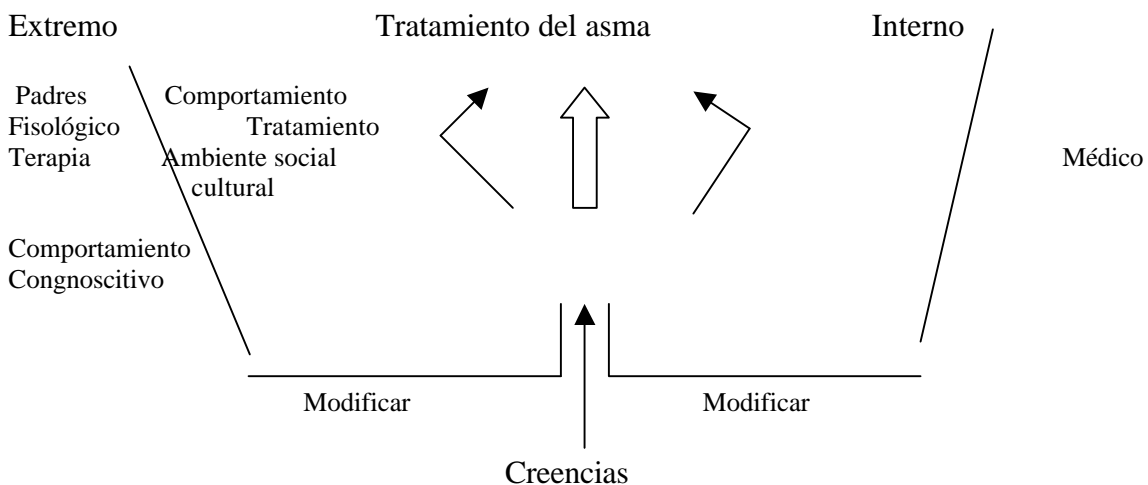 Extremo Tratamiento del asma Interno
Padres Comportamiento
Fisológico Tratamiento
Terapia Ambiente social Médico
cultural
Comportamiento
Congnoscitivo
Modificar Modificar
Creencias